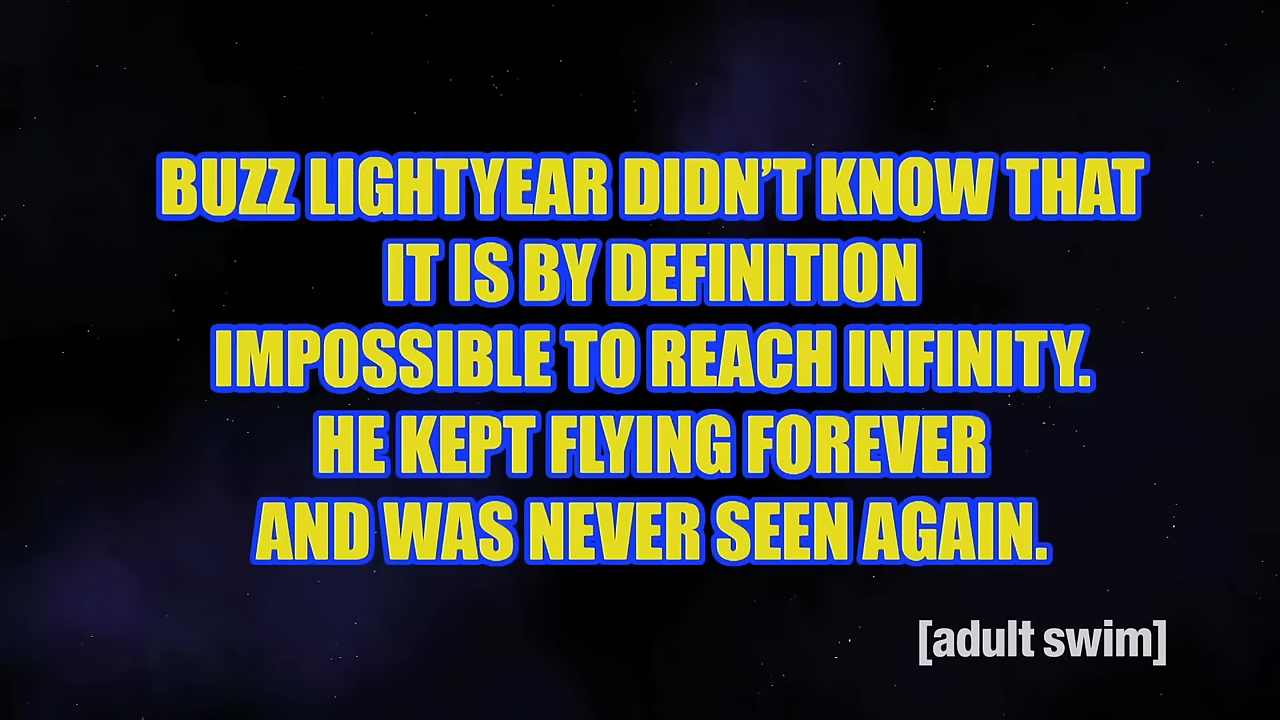 BUZZ LIGHTYEAR DIDN’T KNOW THAT
IT IS BY DEFINITION
IMPOSSIBLE TO REACH INFINITY.
HE KEPT FLYING FOREVER
AND WAS NEVER SEEN AGAIN.
[adult swim]